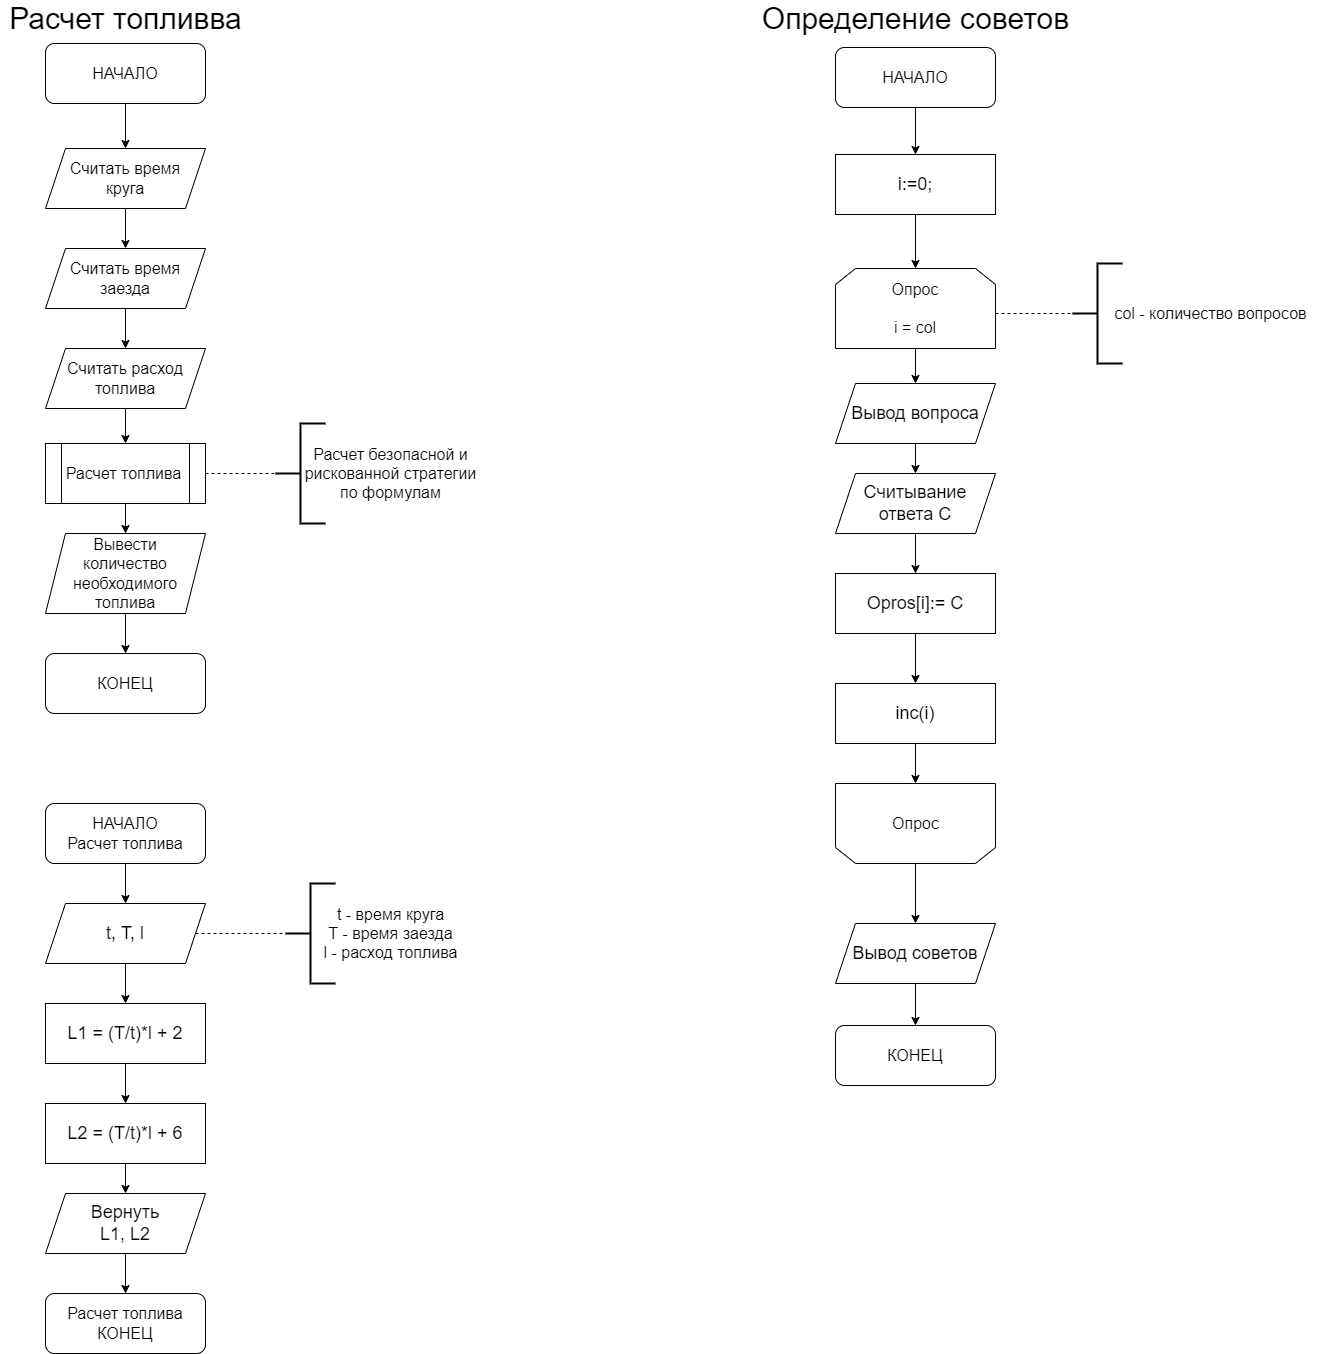 Расчет топливва
НАЧАЛО
Считать время
круга
Считать время
заезда
Считать расход
топлива
Расчет топлива
Расчет безопасной и
рискованной стратегии
по формулам
Вывести
количество
необходимого
топлива
КОНЕЦ
НАЧАЛО
Расчет топлива
t, T, l
t - время круга
T - время заезда
l - расход топлива
L1 = (T/t)*l + 2
L2 = (T/t)*l + 6
Вернуть
L1, L2
Расчет топлива
КОНЕЦ
Определение советов
НАЧАЛО
i:=0;
Опрос
i = col
col - количество вопросов
Вывод вопроса
Считывание
ответа C
Opros[i]:= C
inc(i)
Опрос
Вывод советов
КОНЕЦ